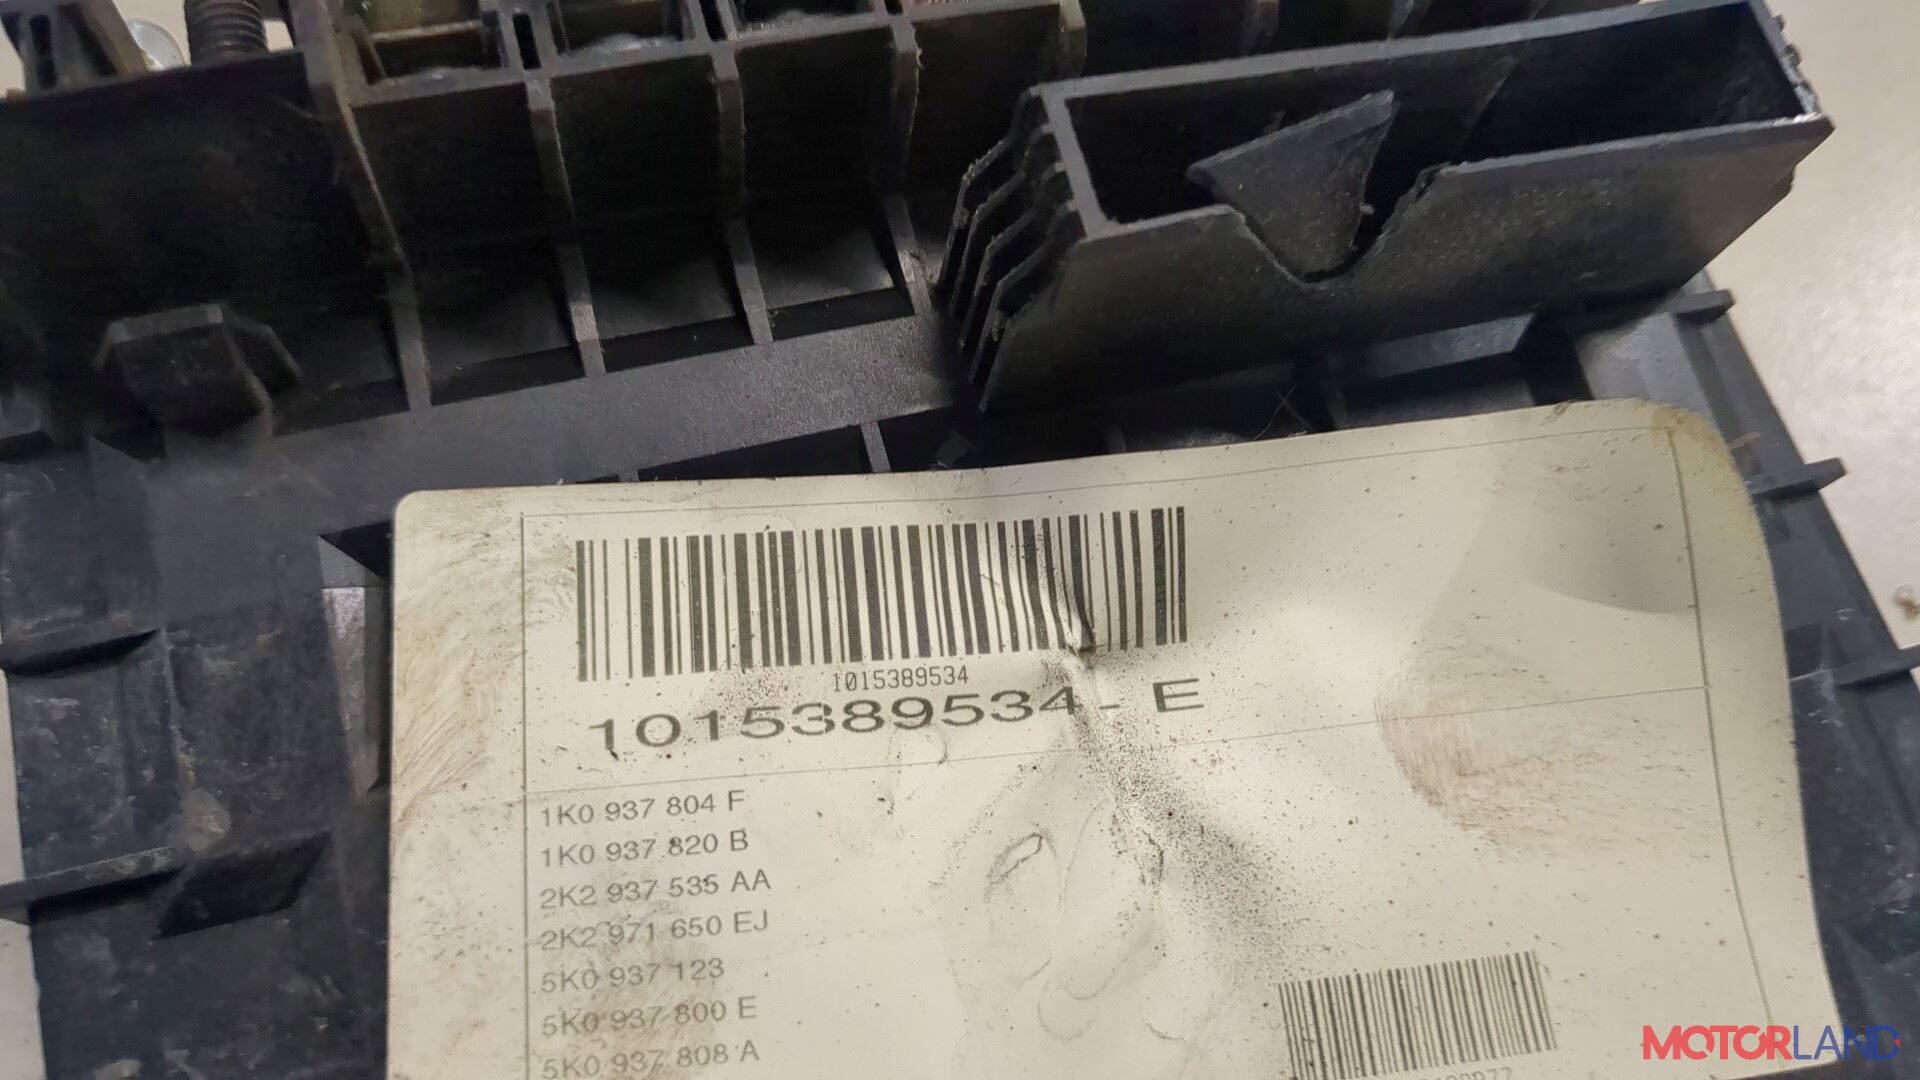 1015389534
1015389534- E
1K0 937 804 F
1K0 937 820 B
2K2 937 535 AA
2K2 971 650 EJ
5K0 937 123
5K0 937 800 E
5K0 937 808 A
MOTORLAND